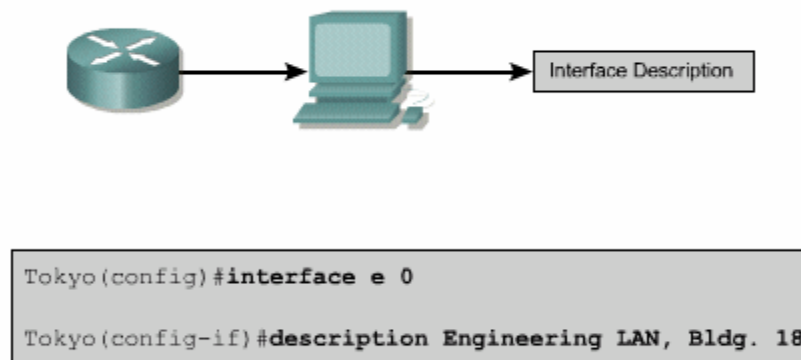 Interface Description
Tokyo(config)#interface e 0
Tokyo(config-if)#description Engineering LAN, Bldg. 18